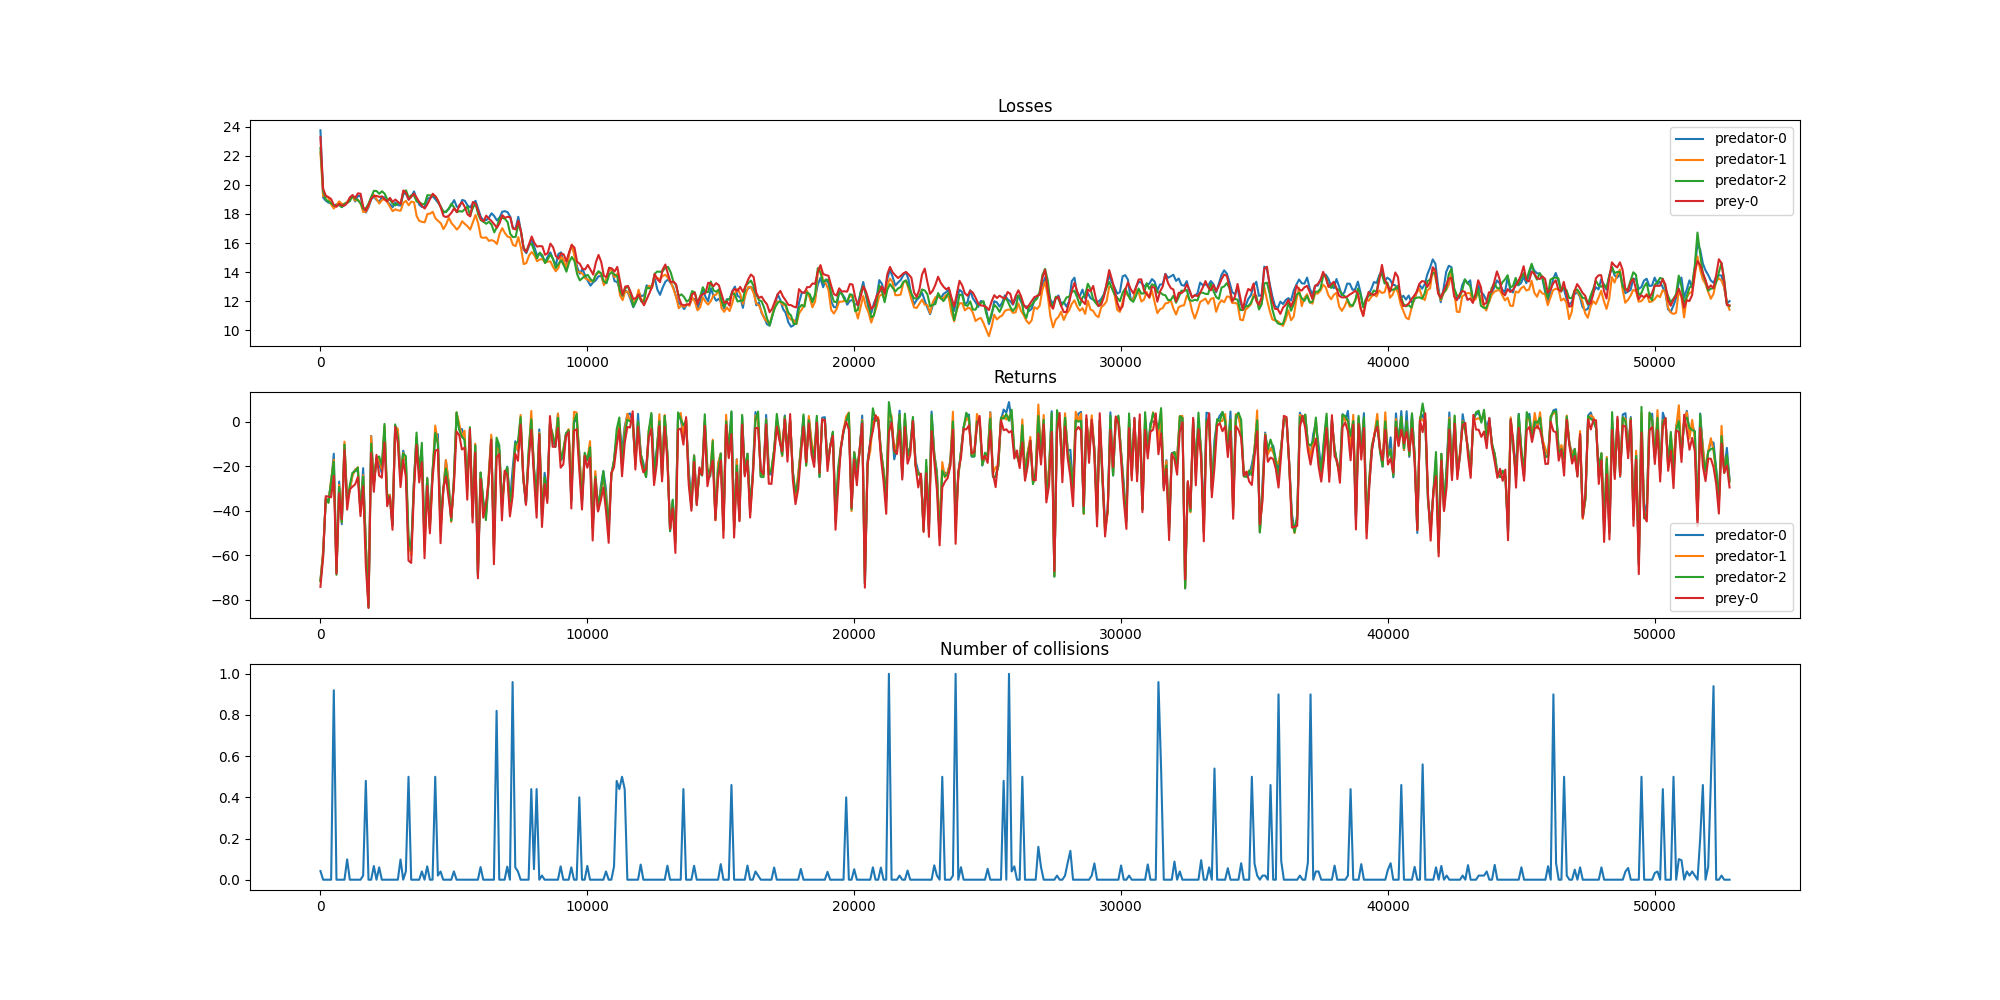 Losses
24
22
20
18
16
14
12
10
predator-0
predator-1
predator-2
prey-0
0 10000 20000 30000 40000 50000
Returns
0
−20
−40
−60
−80
predator-0
predator-1
predator-2
prey-0
0 10000 20000 30000 40000 50000
Number of collisions
1.0
0.8
0.6
0.4
0.2
0.0
0 10000 20000 30000 40000 50000